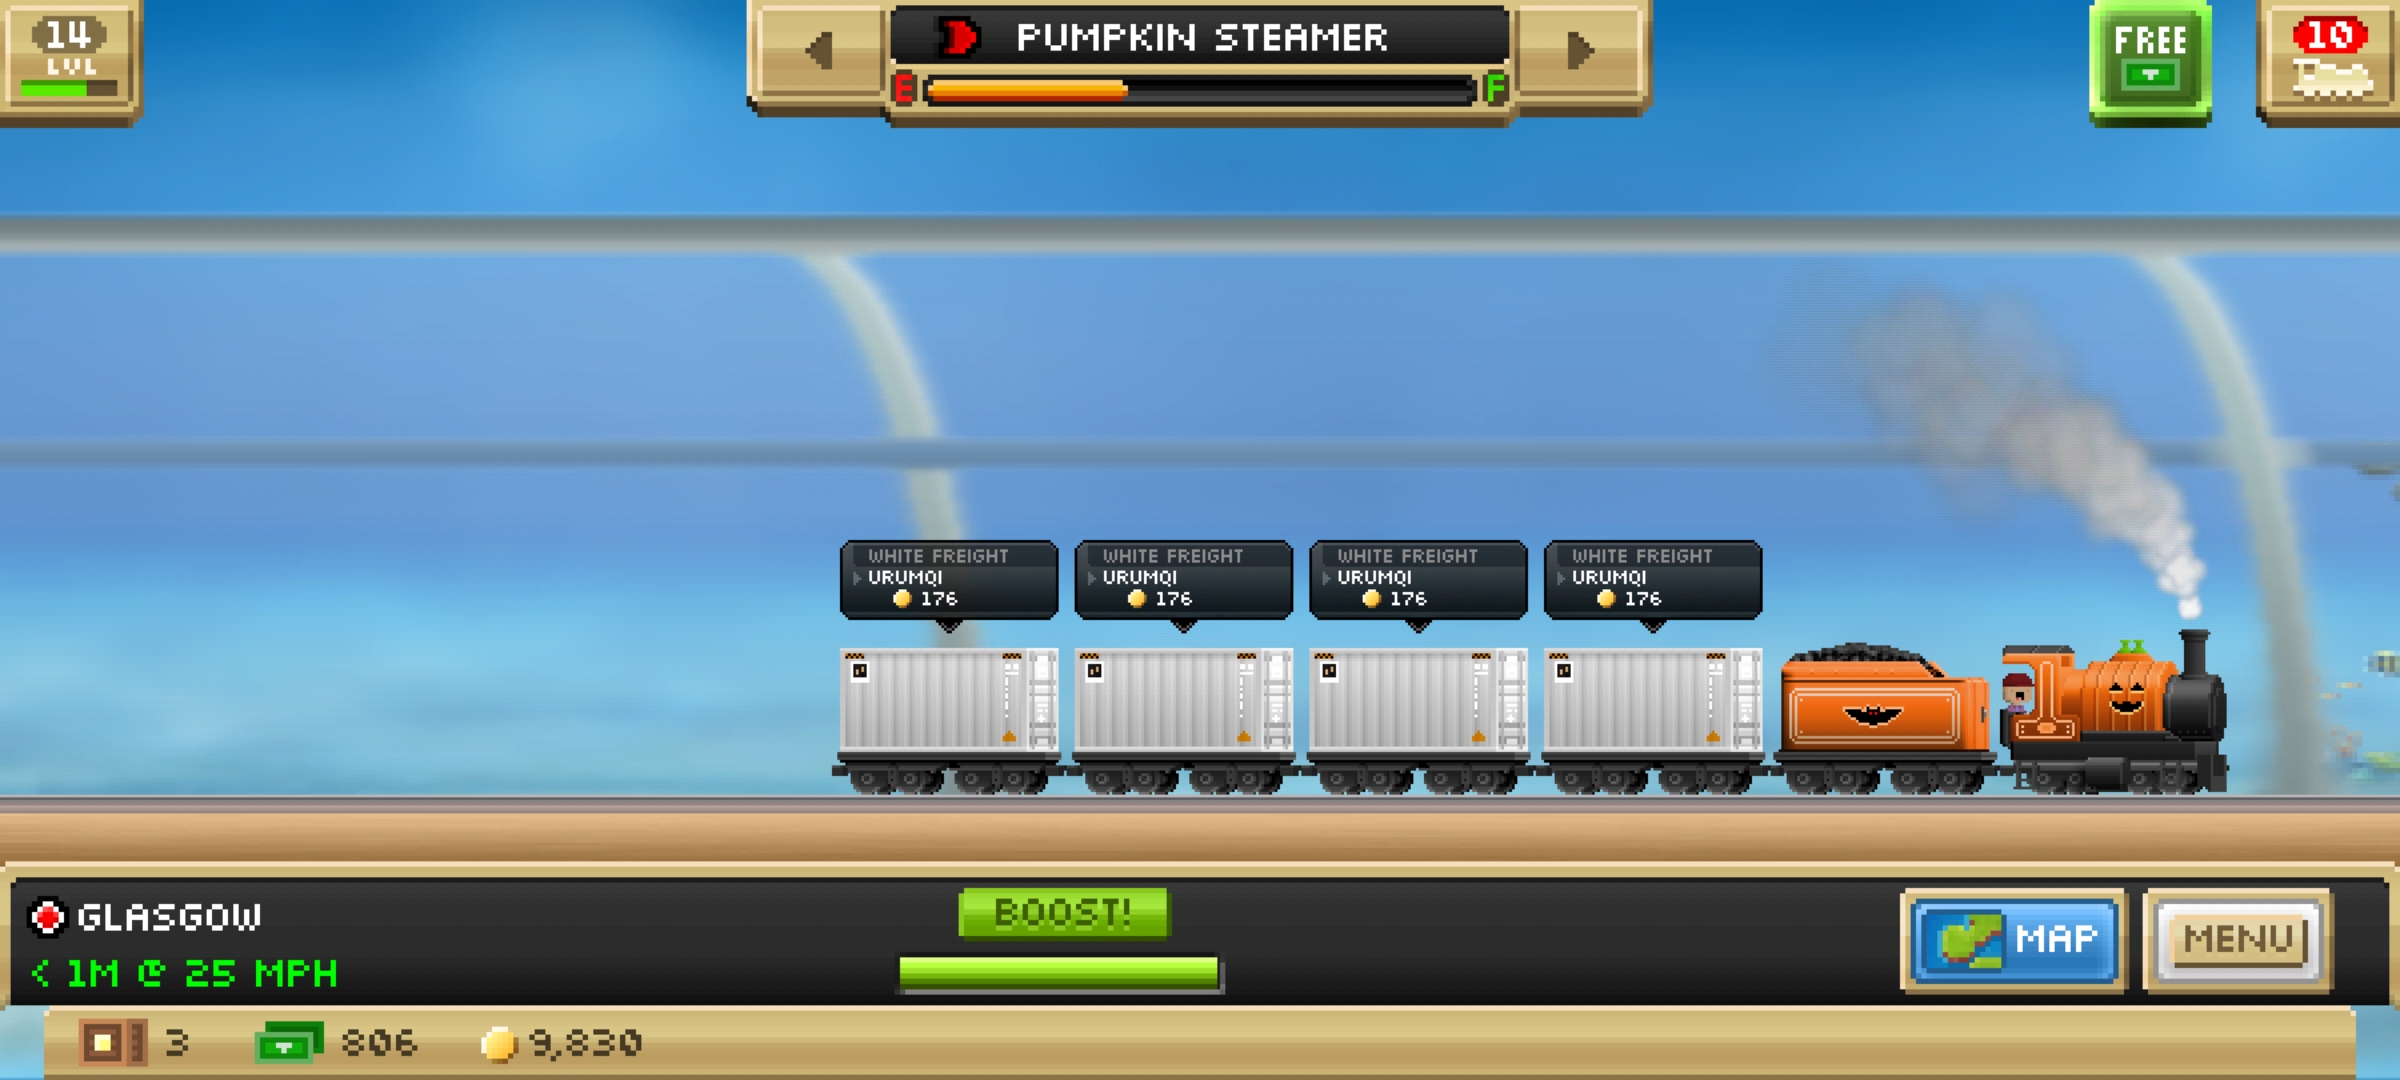 14
LVL
PUMPKIN STEAMER
E F
FREE
10
WHITE FREIGHT
URUMQI
176
WHITE FREIGHT
URUMQI
176
WHITE FREIGHT
URUMQI
176
WHITE FREIGHT
URUMQI
176
GLASGOW
< 1M @ 25 MPH
BOOST!
MAP
MENU
3
806
9,830